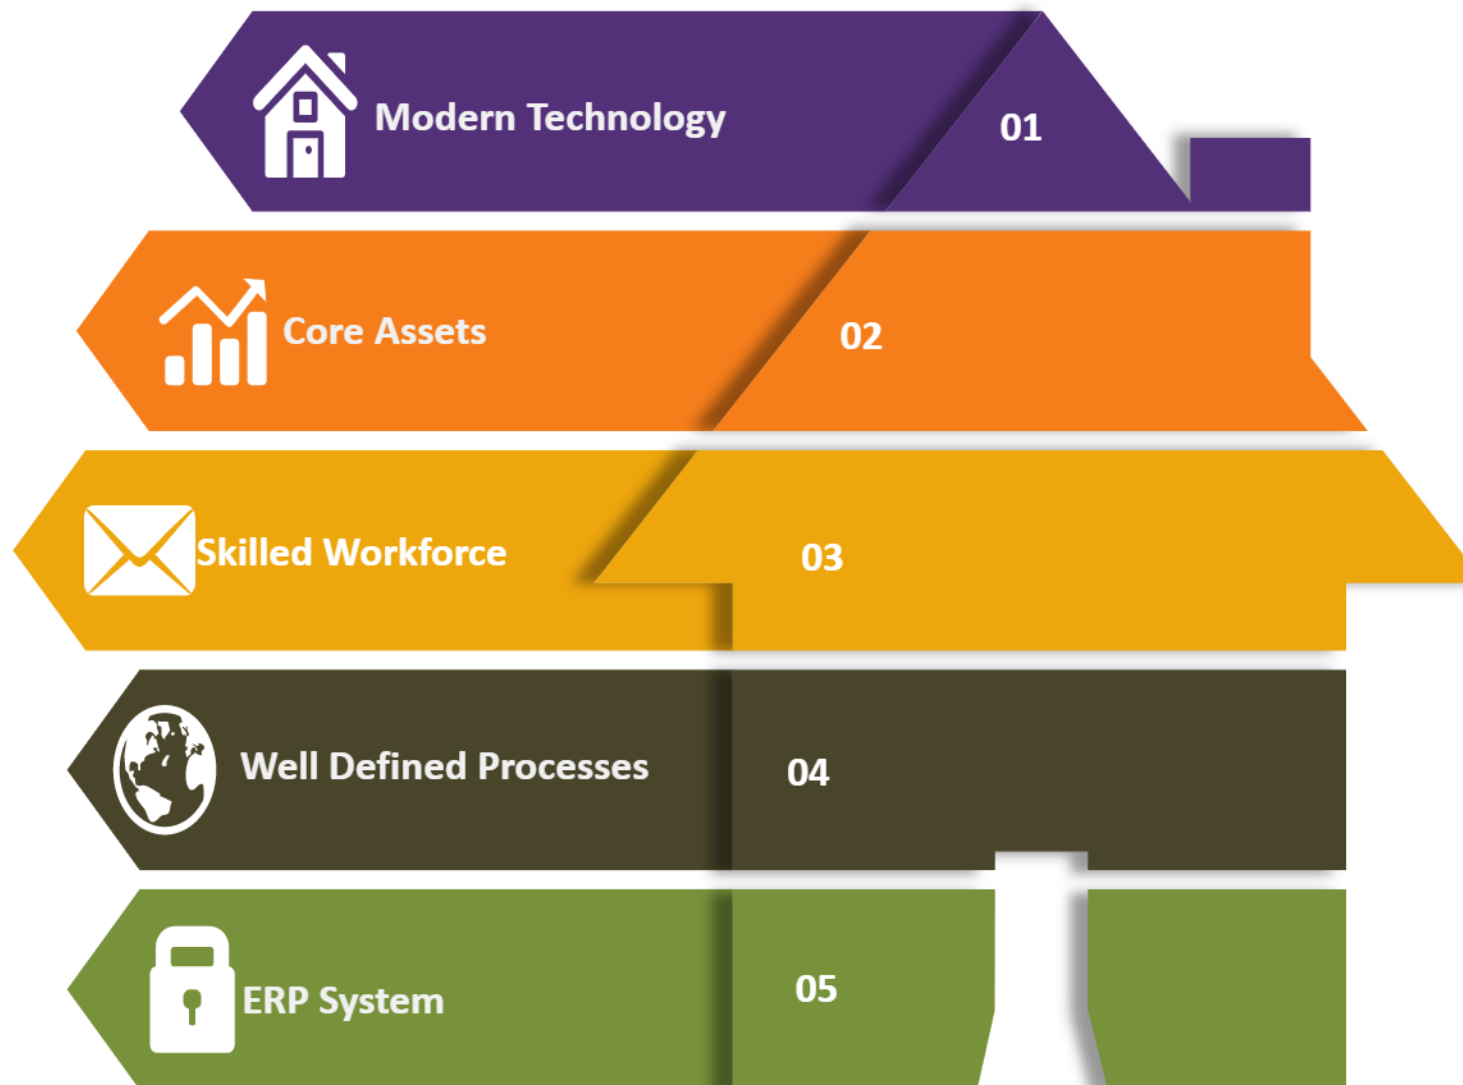 Modern Technology
01
Core Assets
02
Skilled Workforce
03
Well Defined Processes
04
ERP System
05